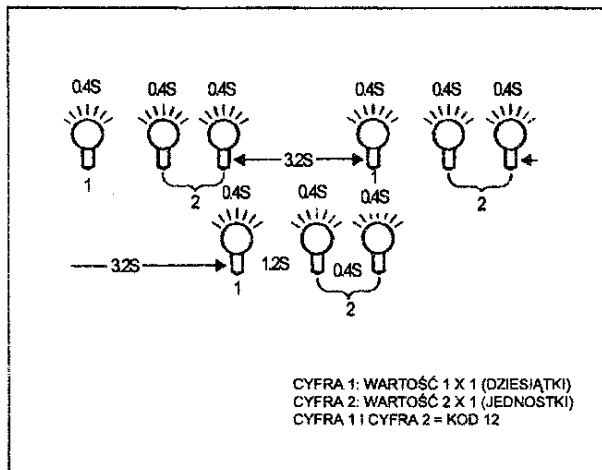 0.4S 0.4S 0.4S 0.4S 0.4S 0.4S
3.2S
1 2 1 2
0.4S 0.4S 0.4S
3.2S 1.2S 0.4S
1 2
CYFRA 1: WARTOŚĆ 1 X 1 (DZIESIĄTKI)
CYFRA 2: WARTOŚĆ 2 X 1 (JEDNOSTKI)
CYFRA 1 I CYFRA 2 = KOD 12